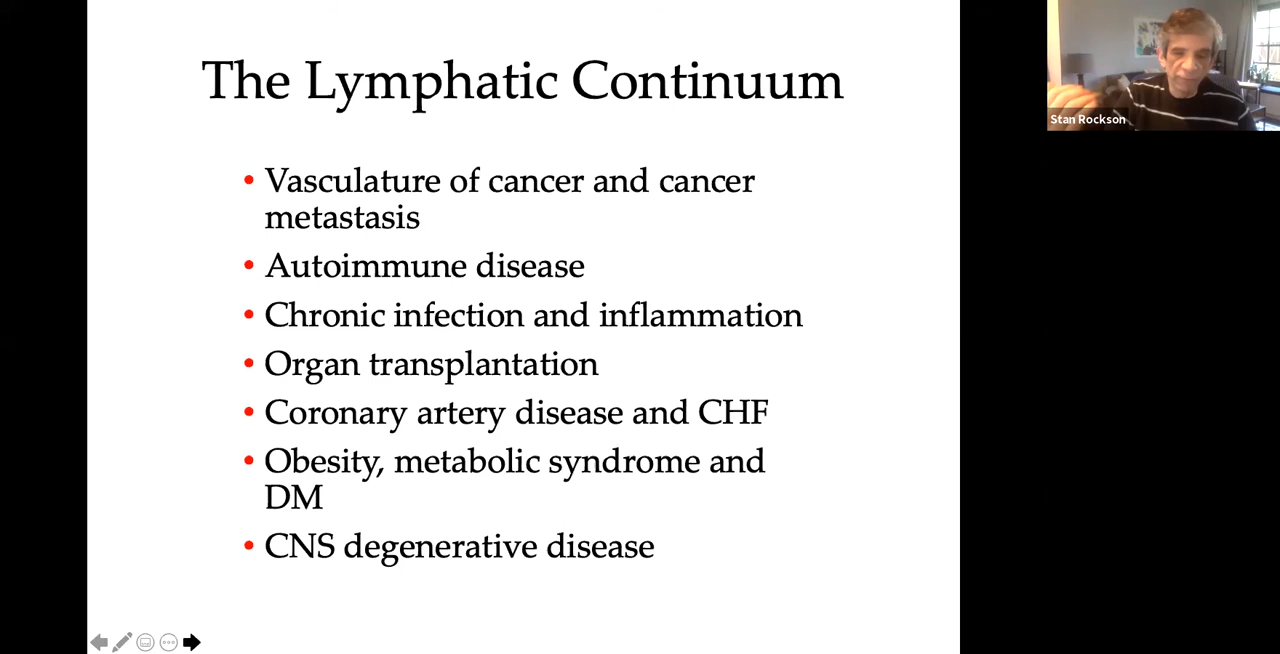 The Lymphatic Continuum
• Vasculature of cancer and cancer
metastasis
• Autoimmune disease
• Chronic infection and inflammation
• Organ transplantation
• Coronary artery disease and CHF
• Obesity, metabolic syndrome and
DM
• CNS degenerative disease
Stan Rockson